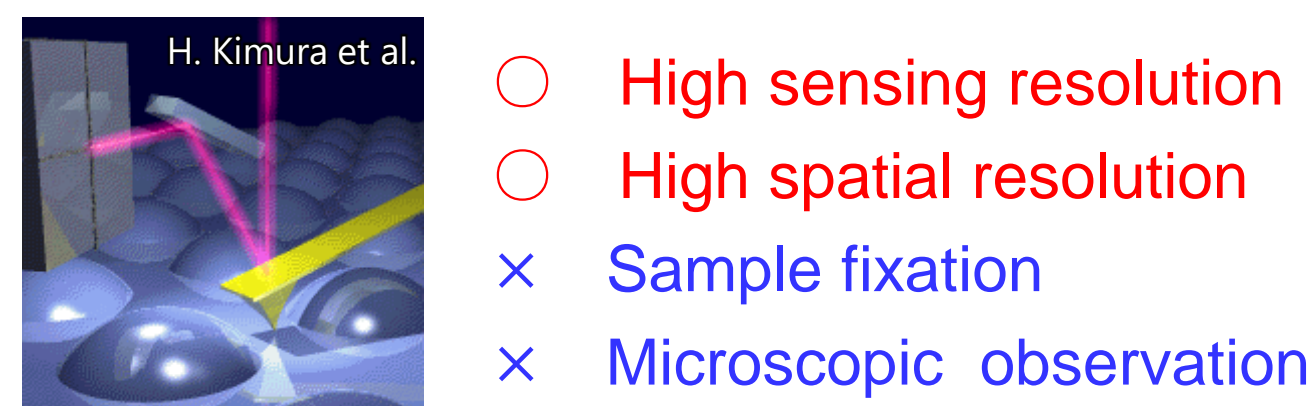 H. Kimura et al.
○ High sensing resolution
○ High spatial resolution
× Sample fixation
× Microscopic observation